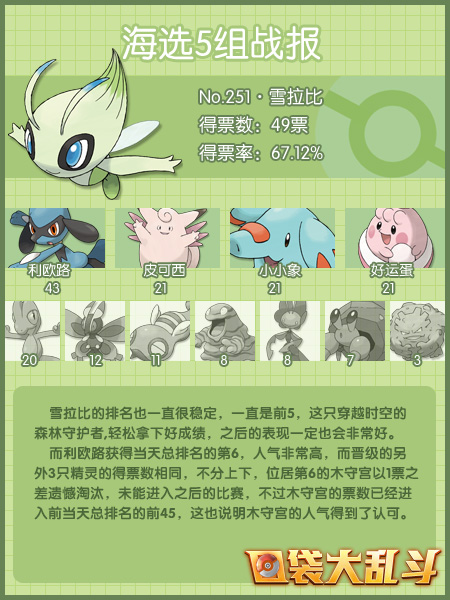 海选5组战报
No.251·雪拉比
得票数：49票
得票率：67.12%
利欧路 皮可西 小小象 好运蛋
43 21 21 21
20 12 11 8 8 7 3
雪拉比的排名也一直很稳定，一直是前5，这只穿越时空的
森林守护者,轻松拿下好成绩，之后的表现一定也会非常好。
而利欧路获得当天总排名的第6，人气非常高，而晋级的另
外3只精灵的得票数相同，不分上下，位居第6的木守宫以1票之
差遗憾淘汰，未能进入之后的比赛，不过木守宫的票数已经进
入前当天总排名的前45，这也说明木守宫的人气得到了认可。
口袋大乱斗